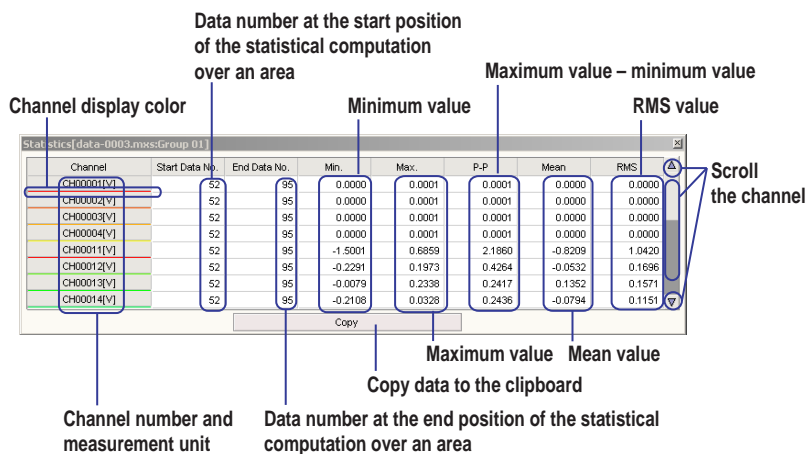 Data number at the start position
of the statistical computation
over an area
Maximum value – minimum value
Channel display color
Minimum value
RMS value
Statistics[data-0003.mxs:Group 01]
Channel Start Data No. End Data No. Min. Max. P-P Mean RMS
CH00001[V] 52 95 0.0000 0.0001 0.0001 0.0000 0.0000
CH00002[V] 52 95 0.0000 0.0001 0.0001 0.0000 0.0000
CH00003[V] 52 95 0.0000 0.0001 0.0001 0.0000 0.0000
CH00004[V] 52 95 0.0000 0.0001 0.0001 0.0000 0.0000
CH00011[V] 52 95 -1.5001 0.6859 2.1860 -0.8209 1.0420
CH00012[V] 52 95 -0.2291 0.1973 0.4264 -0.0532 0.1696
CH00013[V] 52 95 -0.0079 0.2338 0.2417 0.1352 0.1571
CH00014[V] 52 95 -0.2108 0.0328 0.2436 -0.0794 0.1151
Scroll
the channel
Copy
Maximum value Mean value
Copy data to the clipboard
Channel number and
measurement unit
Data number at the end position of the statistical
computation over an area